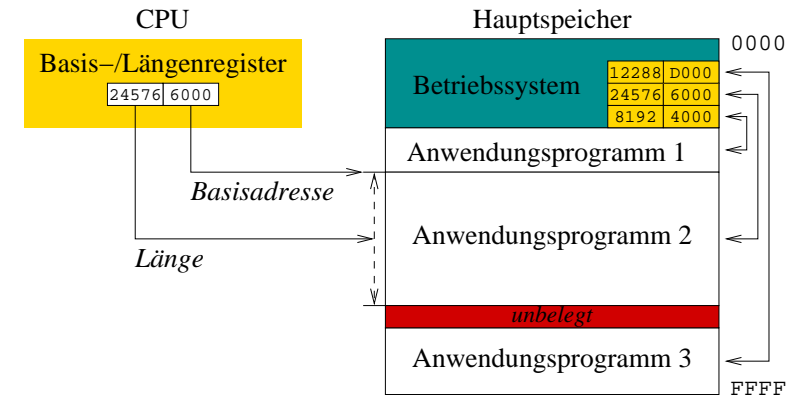 CPU
Hauptspeicher
0000
Basis–/Längenregister
24576 6000
Betriebssystem
12288 D000
24576 6000
8192 4000
Anwendungsprogramm 1
Basisadresse
Anwendungsprogramm 2
Länge
unbelegt
Anwendungsprogramm 3
FFFF